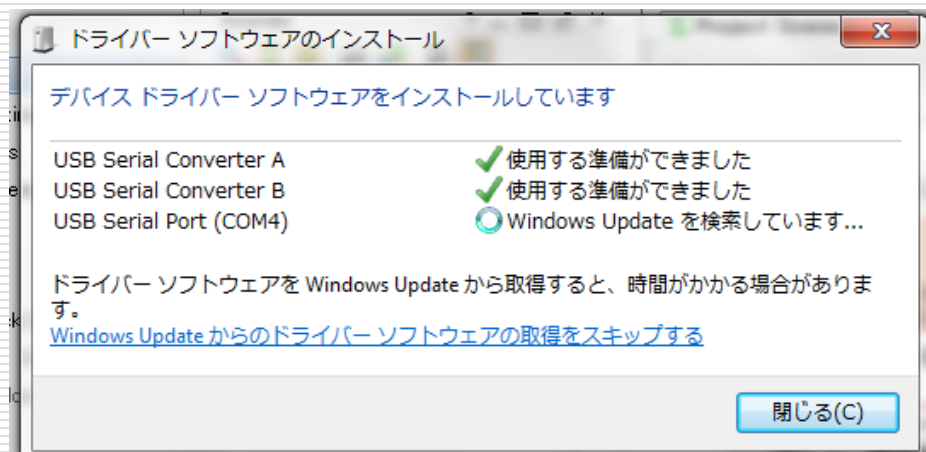 ドライバー ソフトウェアのインストール
デバイス ドライバー ソフトウェアをインストールしています
USB Serial Converter A 使用する準備ができました
USB Serial Converter B 使用する準備ができました
USB Serial Port (COM4) Windows Update を検索しています...
ドライバー ソフトウェアを Windows Update から取得すると、時間がかかる場合がありま
す。
Windows Update からのドライバー ソフトウェアの取得をスキップする
閉じる(C)